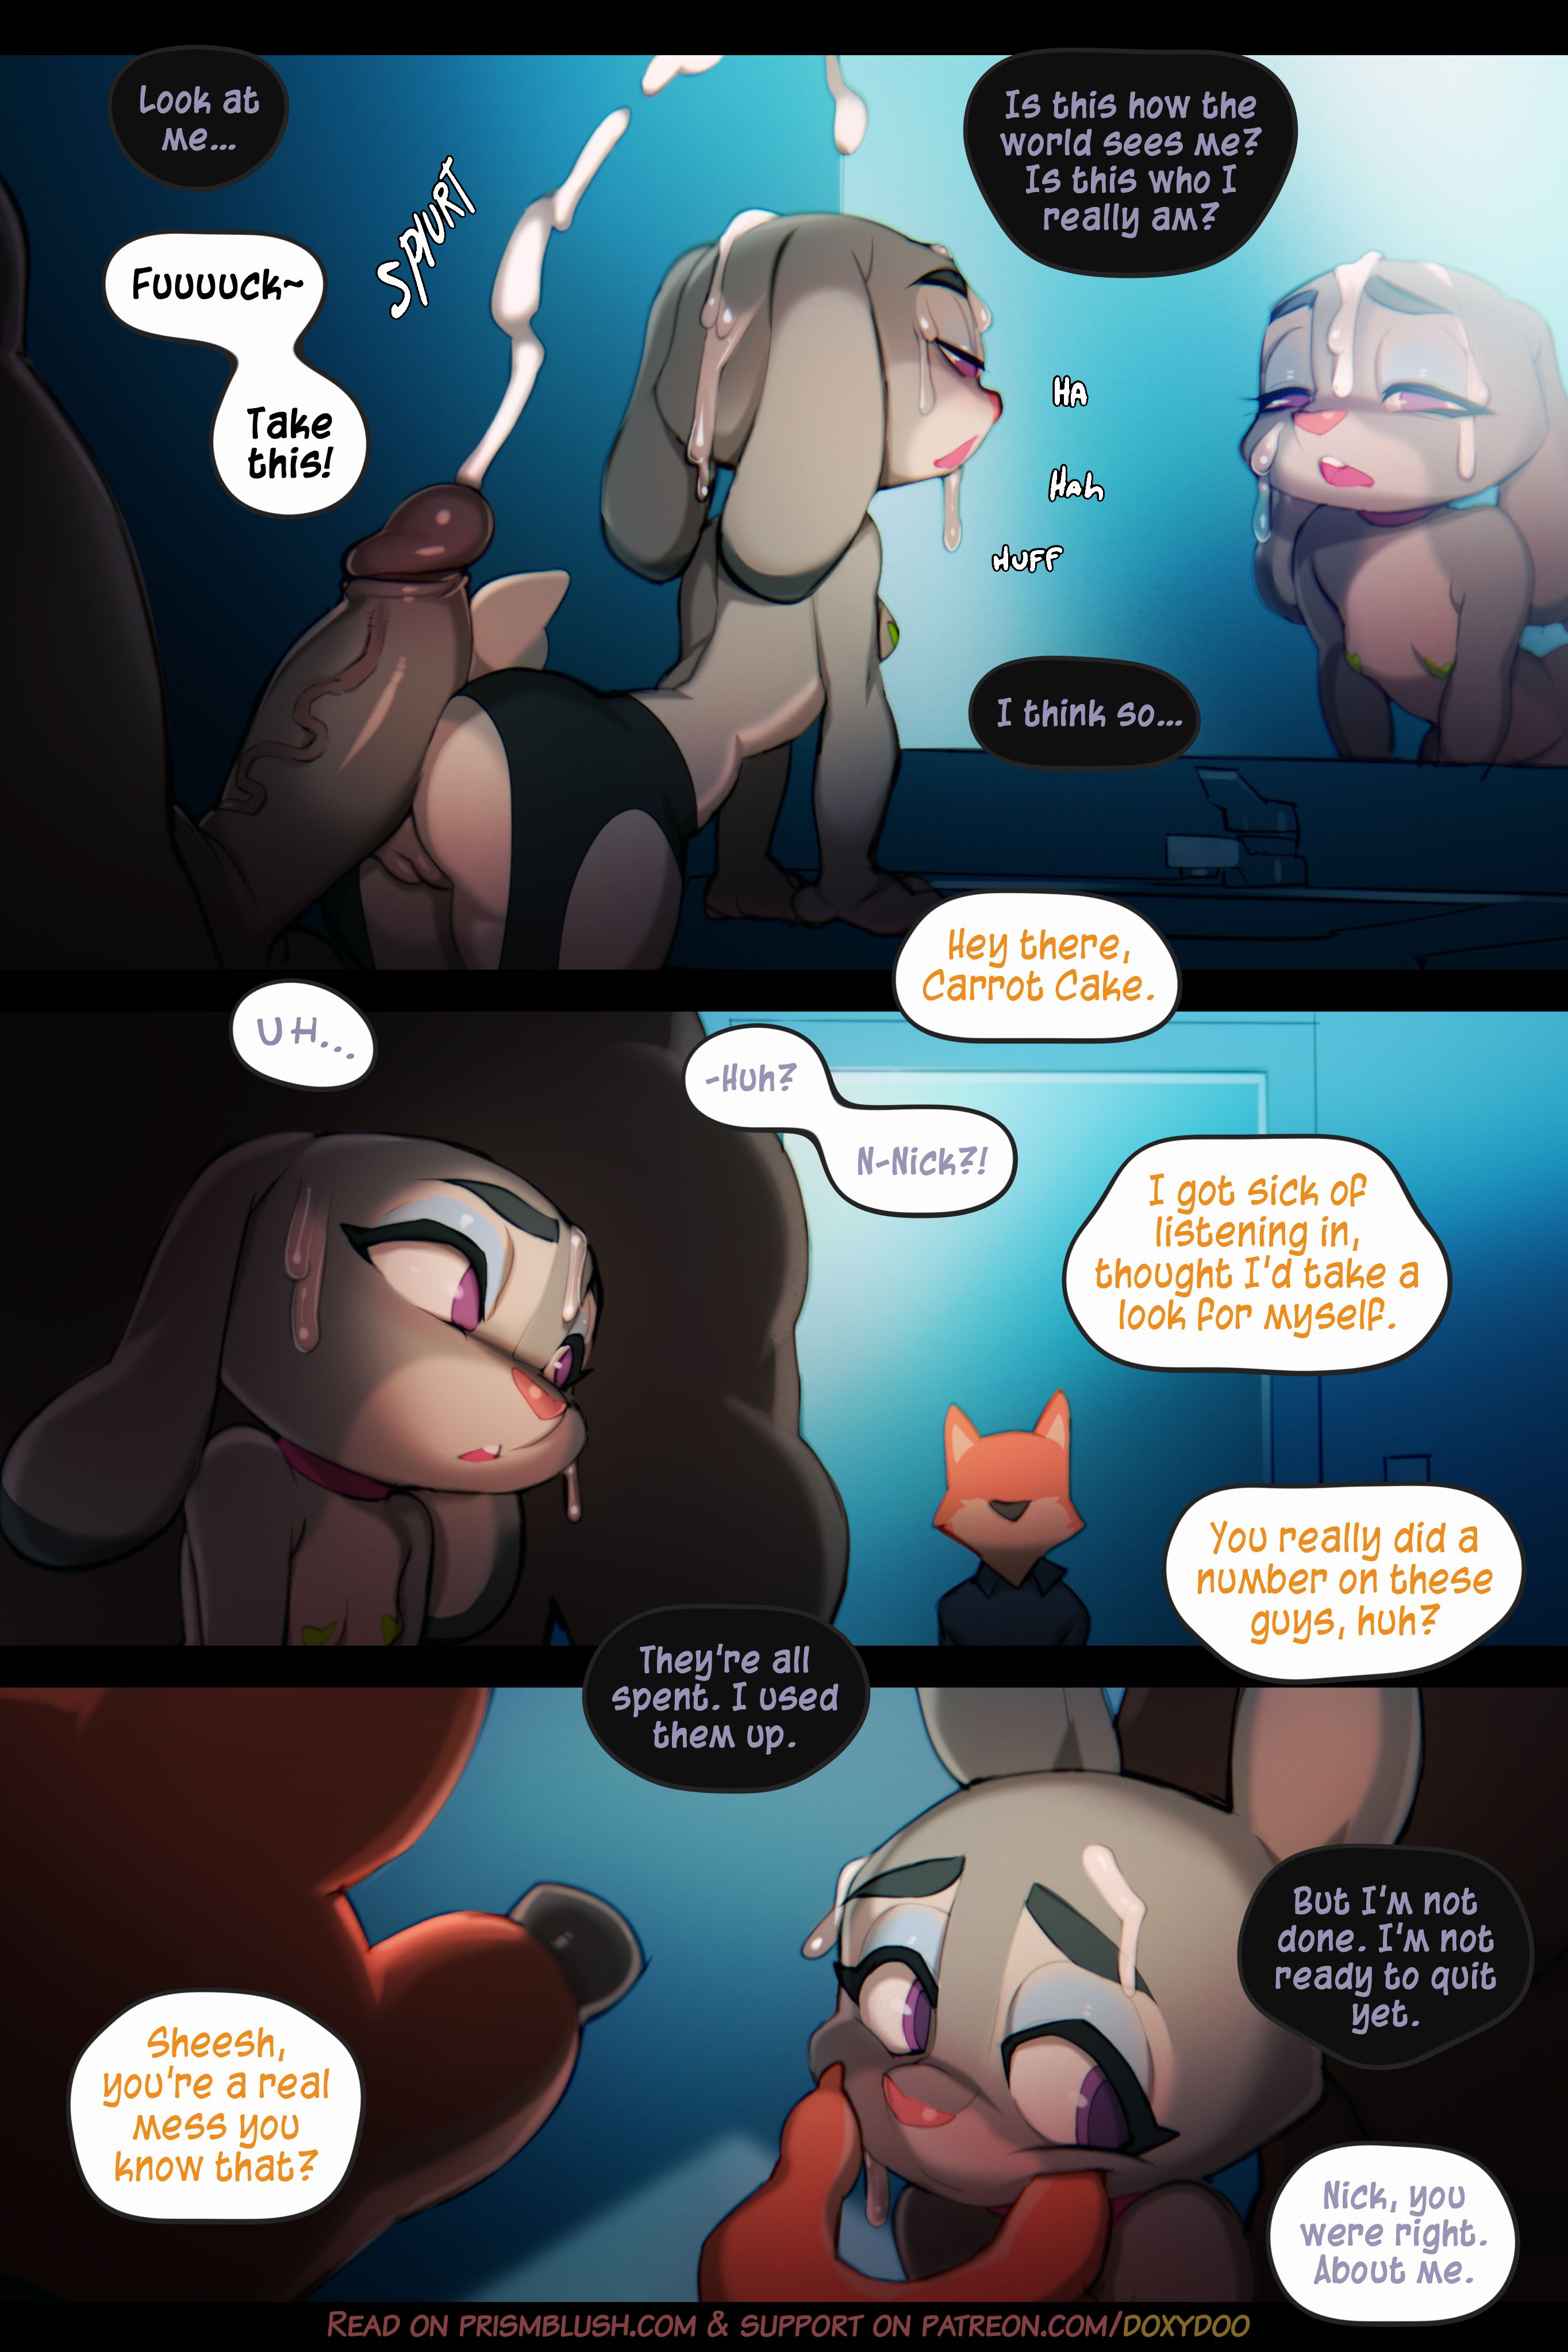 Look at
me...
Is this how the
world sees me?
Is this who I
really am?
Fuuuuck~
Take
this!
SPLURT
HA
Hah
HUFF
I think so...
Hey there,
Carrot Cake.
UH...
-Huh?
N-Nick?!
I got sick of
listening in,
thought I'd take a
look for myself.
You really did a
number on these
guys, huh?
They're all
spent. I used
them up.
But I'm not
done. I'm not
ready to quit
yet.
Sheesh,
you're a real
mess you
know that?
Nick, you
were right.
About me.
READ ON PRISMBLUSH.COM & SUPPORT ON PATREON.COM/DOXYDOO